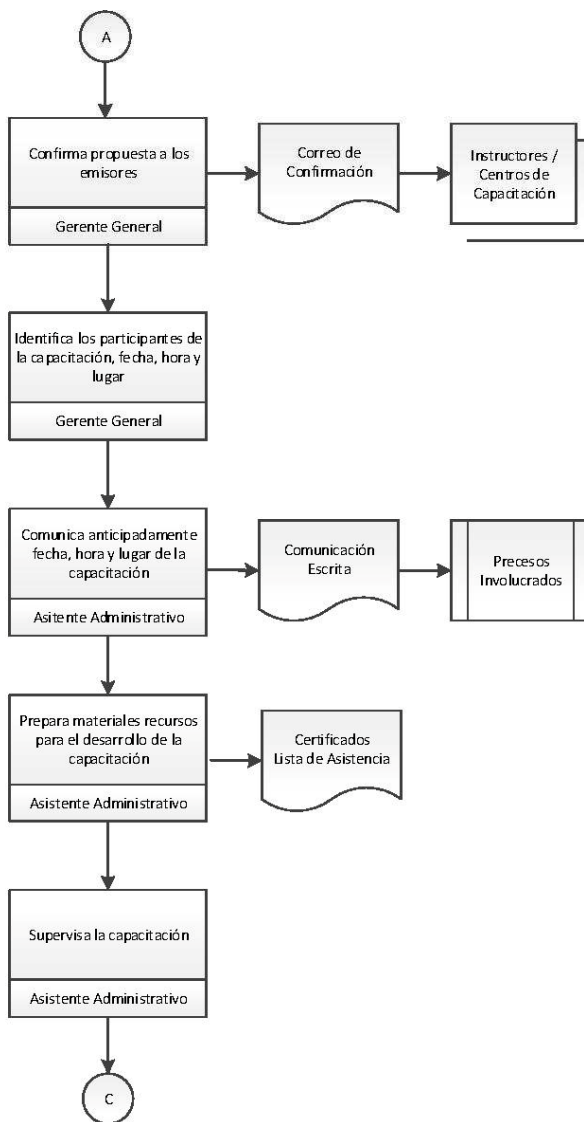 A
Confirma propuesta a los
emisores
Gerente General
Correo de
Confirmación
Instructores /
Centros de
Capacitación
Identifica los participantes de
la capacitación, fecha, hora y
lugar
Gerente General
Comunica anticipadamente
fecha, hora y lugar de la
capacitación
Asitente Administrativo
Comunicación
Escrita
Precesos
Involucrados
Prepara materiales recursos
para el desarrollo de la
capacitación
Asistente Administrativo
Certificados
Lista de Asistencia
Supervisa la capacitación
Asistente Administrativo
C